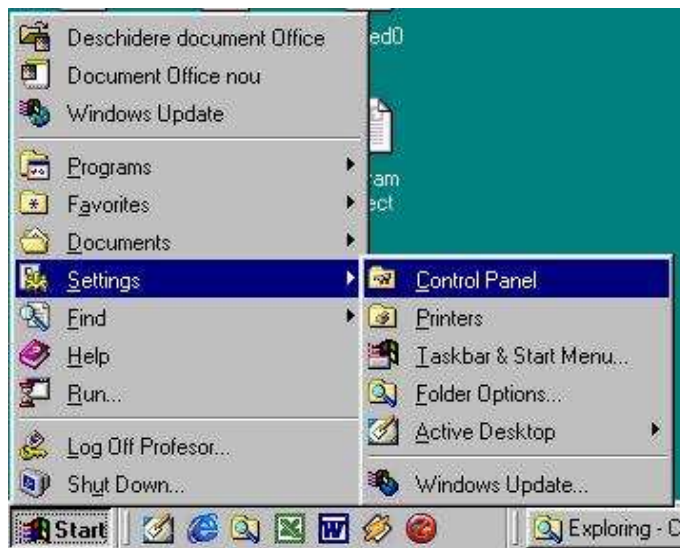 Deschidere document Office
Document Office nou
Windows Update
Programs
Favorites
Documents
Settings
Find
Help
Run...
Log Off Profesor...
Shut Down...
Control Panel
Printers
Taskbar & Start Menu...
Folder Options...
Active Desktop
Windows Update...
Start
Exploring - C